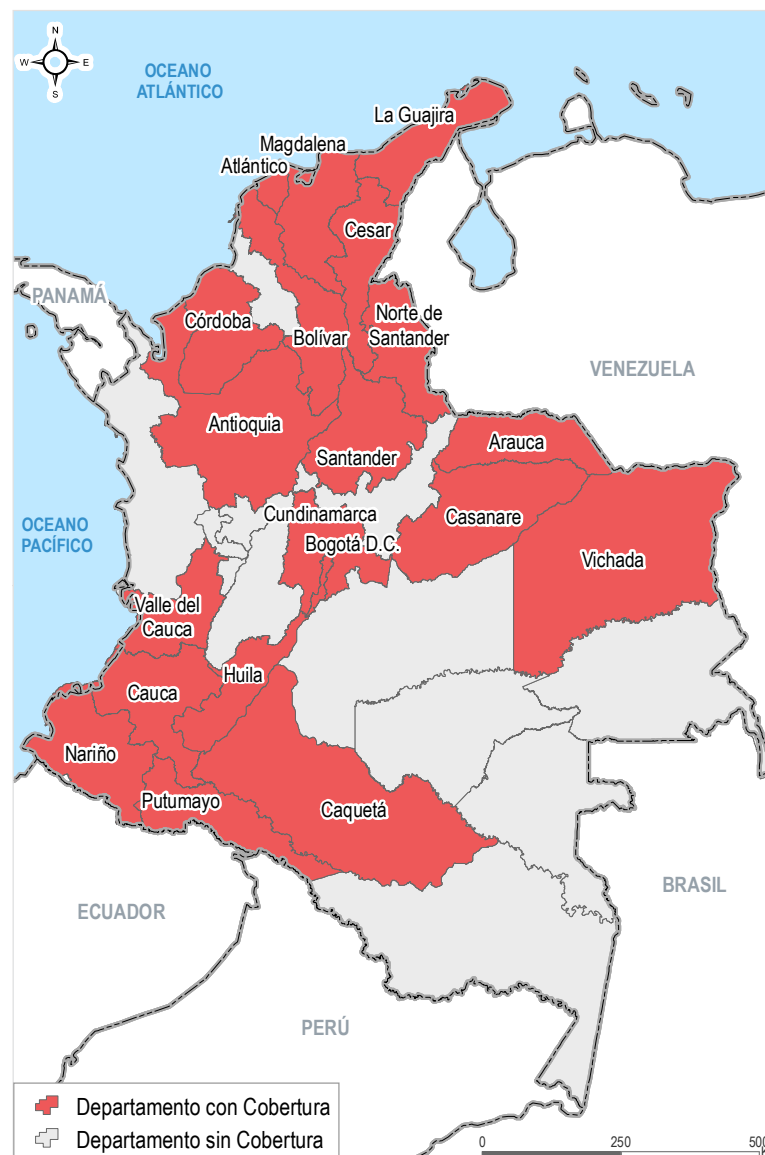 N
W
E
S
OCEANO
ATLÁNTICO
La Guajira
Magdalena
Atlántico
Cesar
PANAMÁ
Córdoba
Bolívar
Norte de
Santander
VENEZUELA
Antioquia
Arauca
Santander
Cundinamarca
Casanare
OCEANO
PACÍFICO
Bogotá D.C.
Vichada
Valle del
Cauca
Huila
Cauca
Nariño
Putumayo
Caquetá
BRASIL
ECUADOR
PERÚ
Departamento con Cobertura
Departamento sin Cobertura
0
250